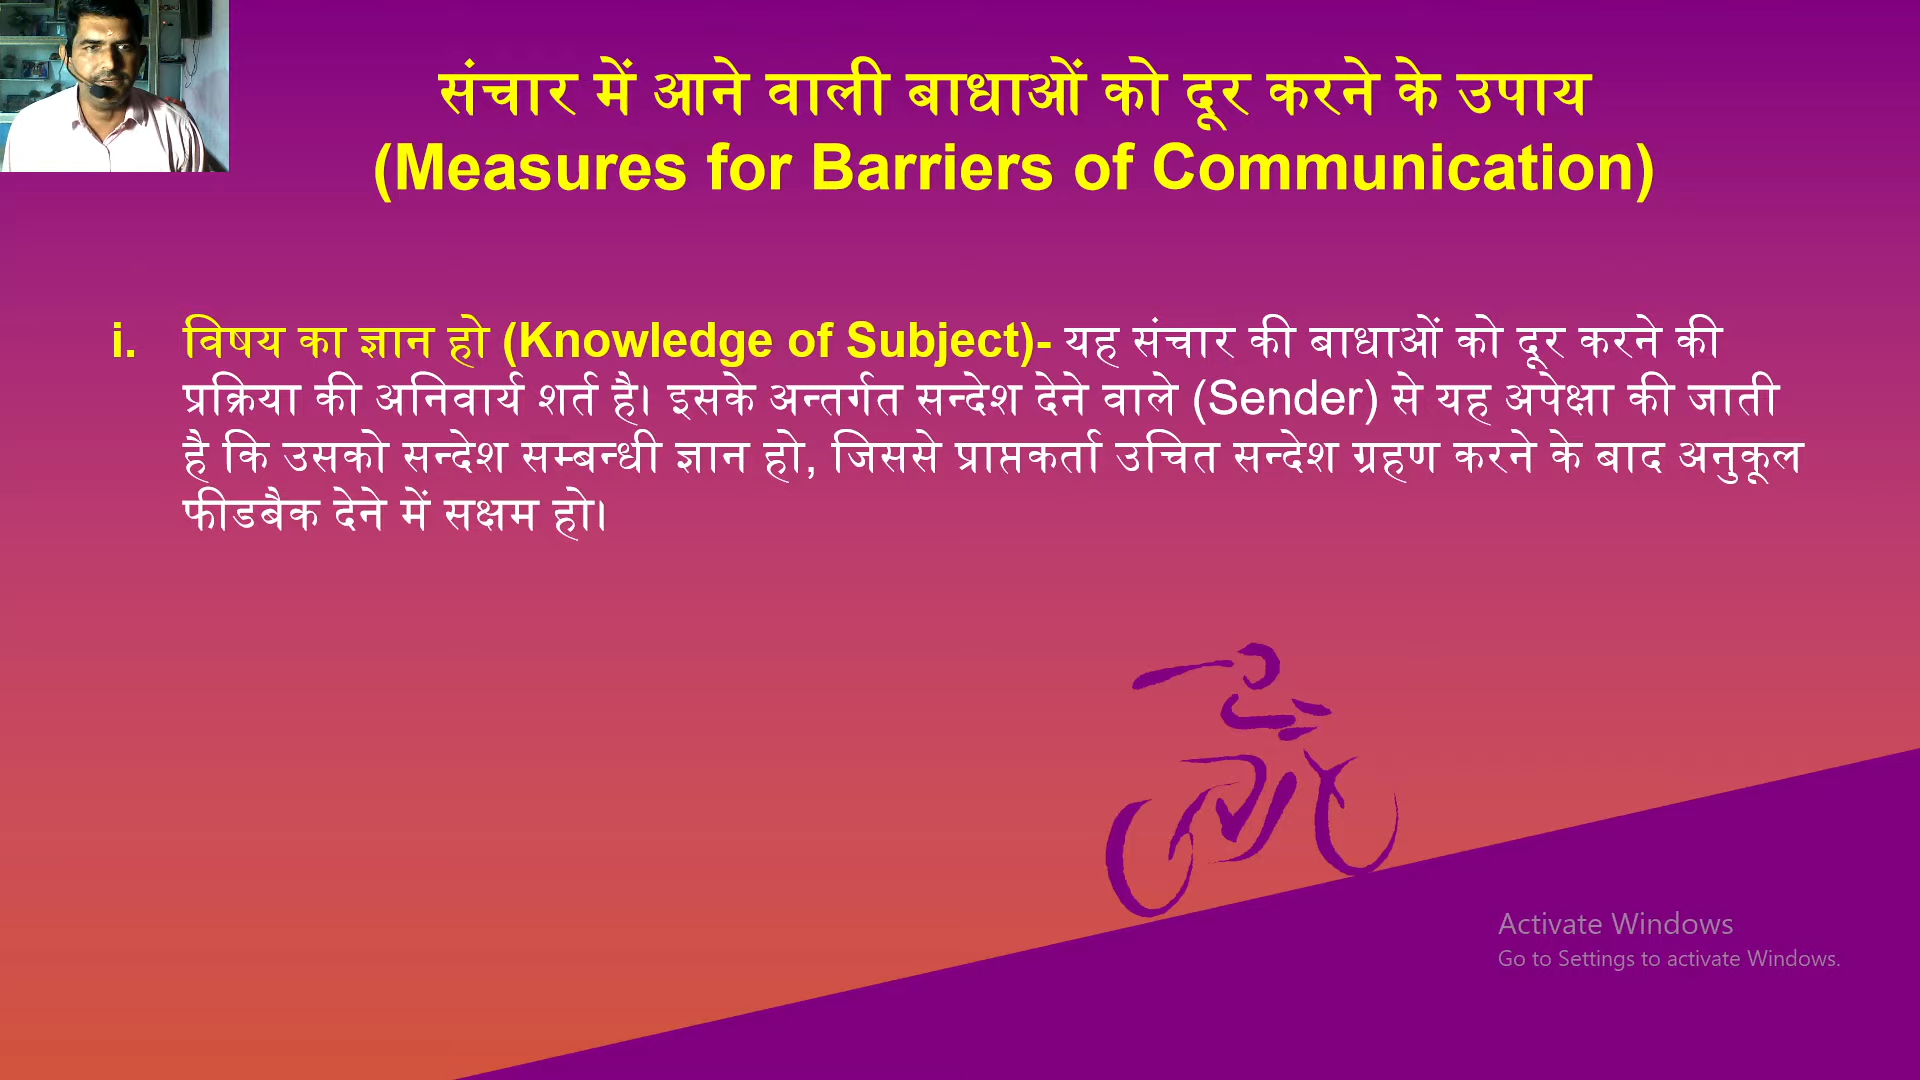 संचार में आने वाली बाधाओं को दूर करने के उपाय
(Measures for Barriers of Communication)
i. विषय का ज्ञान हो (Knowledge of Subject)- यह संचार की बाधाओं को दूर करने की
प्रक्रिया की अनिवार्य शर्त है। इसके अन्तर्गत सन्देश देने वाले (Sender) से यह अपेक्षा की जाती
है कि उसको सन्देश सम्बन्धी ज्ञान हो, जिससे प्राप्तकर्ता उचित सन्देश ग्रहण करने के बाद अनुकूल
फीडबैक देने में सक्षम हो।
Activate Windows
Go to Settings to activate Windows.